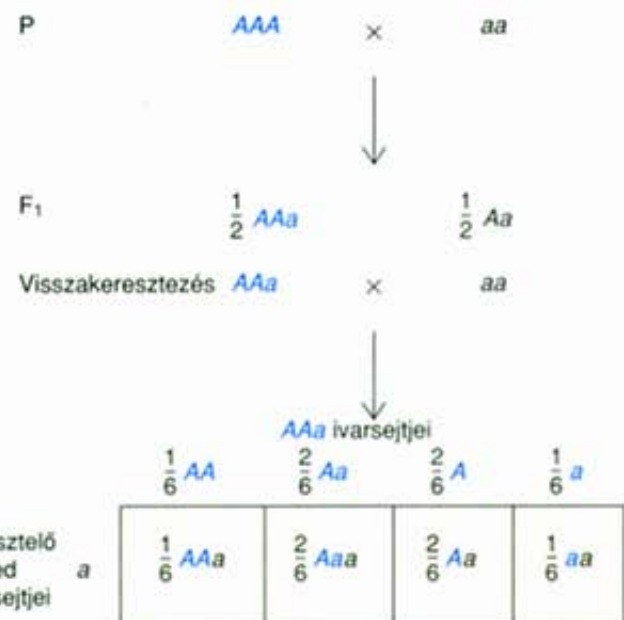 P AAA × aa
F₁ 1/2 AAa 1/2 Aa
Visszakeresztezés AAa × aa
AAa ivarsejtjei
1/6 AA 2/6 Aa 2/6 A 1/6 a
a 1/6 AAa 2/6 Aaa 2/6 Aa 1/6 aa